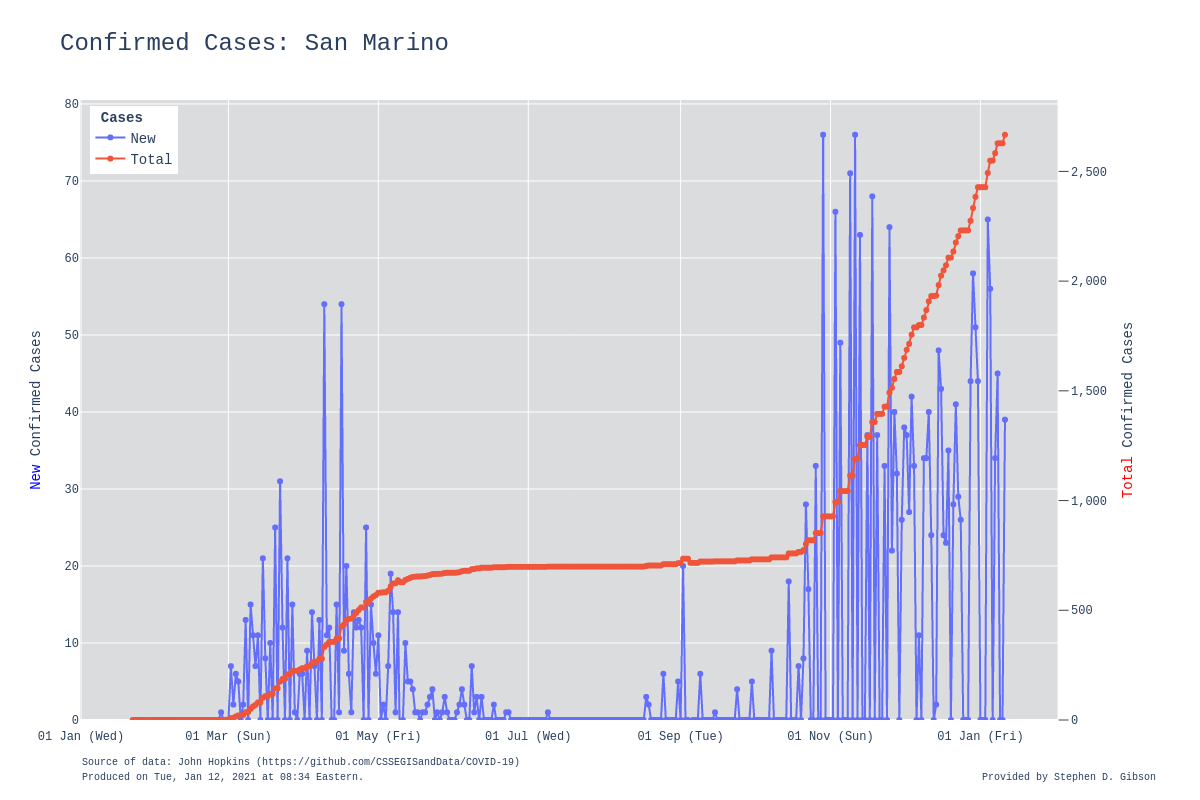 Confirmed Cases: San Marino
Cases
New
Total
80
70
60
50
40
30
20
10
0
2,500
2,000
1,500
1,000
500
0
New Confirmed Cases
Total Confirmed Cases
01 Jan (Wed)
01 Mar (Sun)
01 May (Fri)
01 Jul (Wed)
01 Sep (Tue)
01 Nov (Sun)
01 Jan (Fri)
Source of data: John Hopkins (https://github.com/CSSEGISandData/COVID-19)
Produced on Tue, Jan 12, 2021 at 08:34 Eastern.
Provided by Stephen D. Gibson